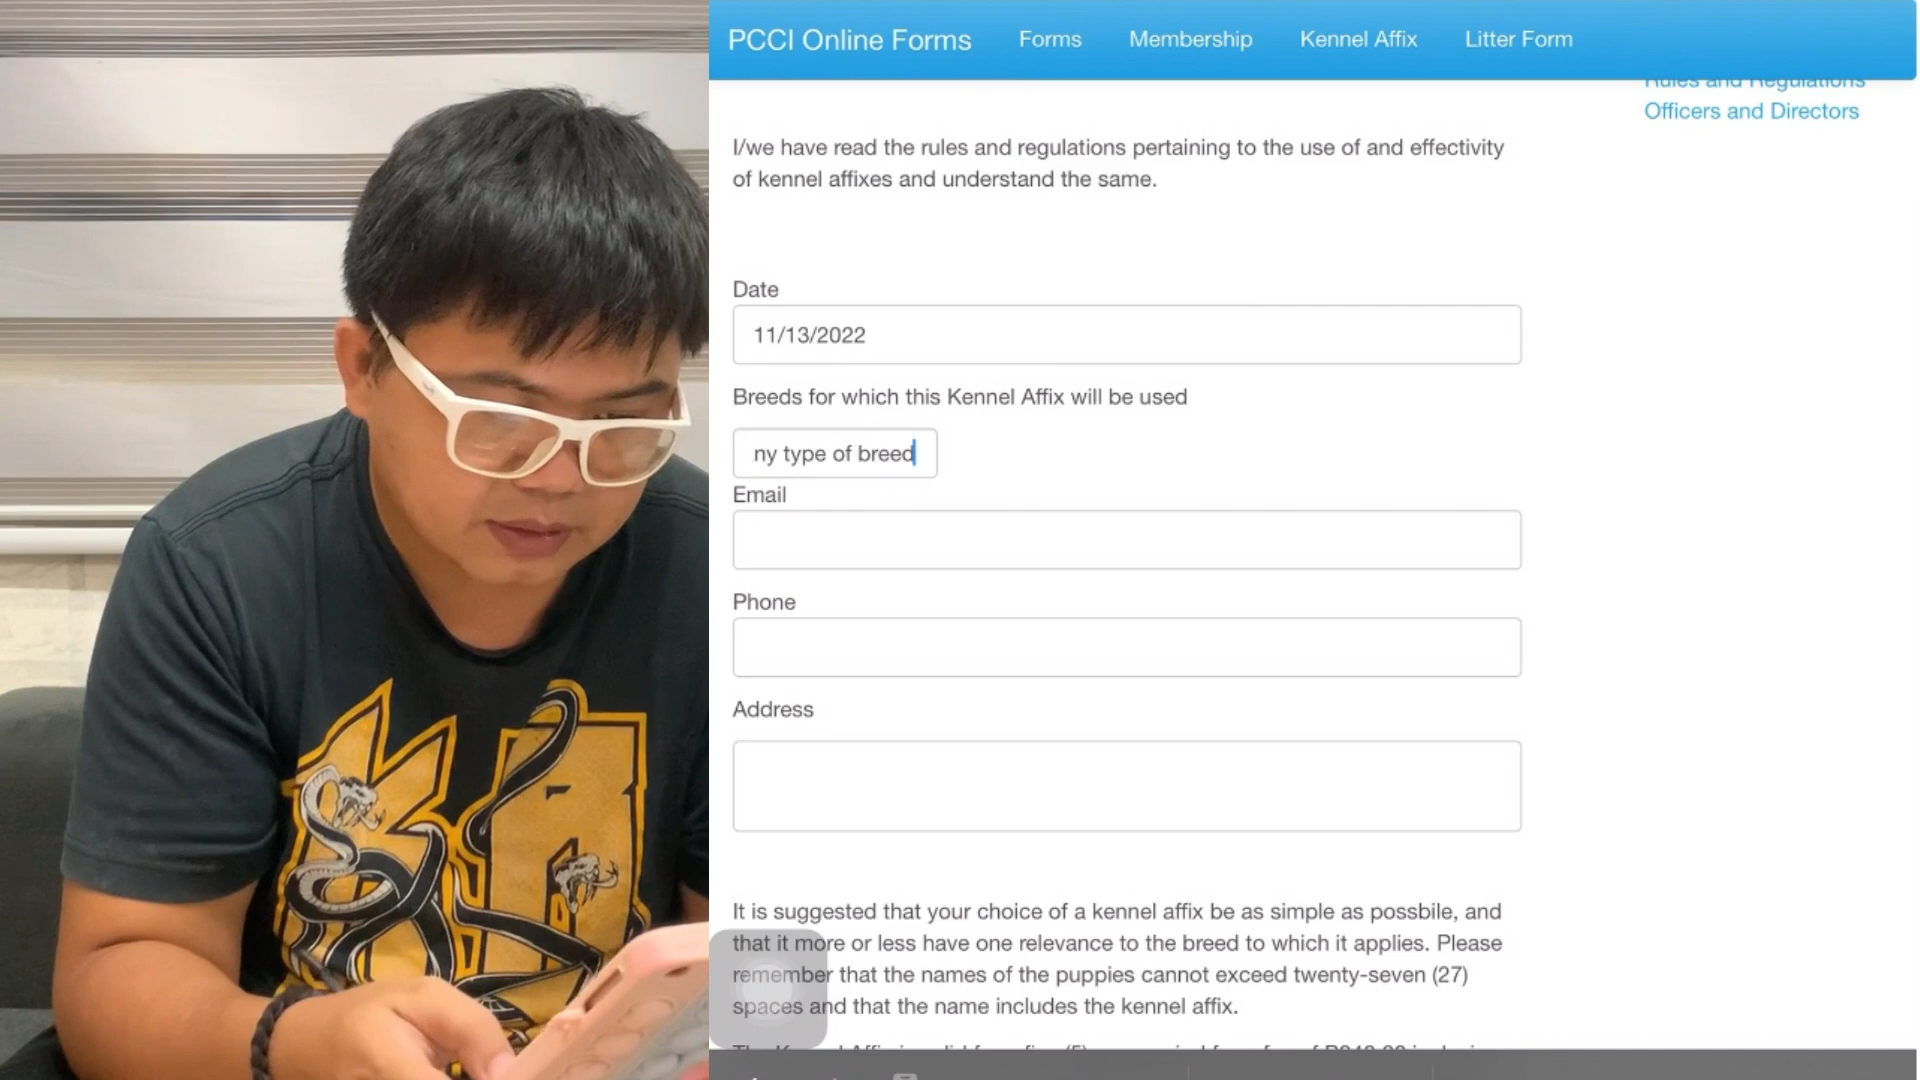 PCCI Online Forms Forms Membership Kennel Affix Litter Form
Rules and Regulations
Officers and Directors
I/we have read the rules and regulations pertaining to the use of and effectivity
of kennel affixes and understand the same.
Date
11/13/2022
Breeds for which this Kennel Affix will be used
ny type of breed
Email
Phone
Address
It is suggested that your choice of a kennel affix be as simple as possbile, and
that it more or less have one relevance to the breed to which it applies. Please
remember that the names of the puppies cannot exceed twenty-seven (27)
spaces and that the name includes the kennel affix.